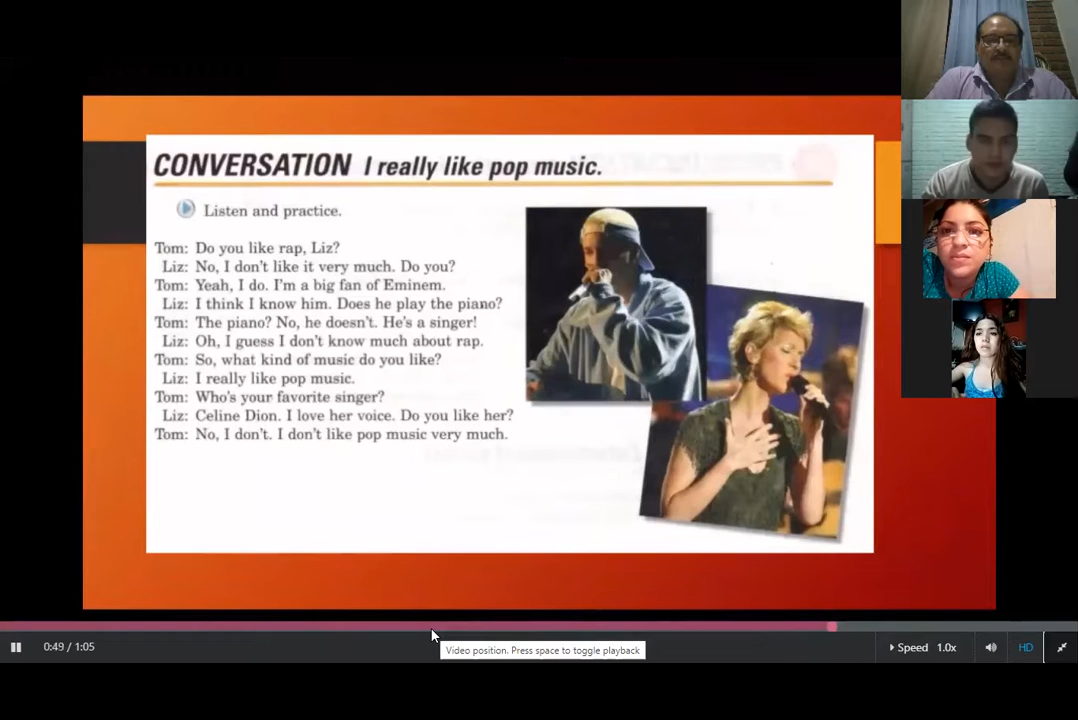 CONVERSATION I really like pop music.
Listen and practice.
Tom: Do you like rap, Liz?
Liz: No, I don't like it very much. Do you?
Tom: Yeah, I do. I'm a big fan of Eminem.
Liz: I think I know him. Does he play the piano?
Tom: The piano? No, he doesn't. He's a singer!
Liz: Oh, I guess I don't know much about rap.
Tom: So, what kind of music do you like?
Liz: I really like pop music.
Tom: Who's your favorite singer?
Liz: Celine Dion. I love her voice. Do you like her?
Tom: No, I don't. I don't like pop music very much.
0:49 / 1:05
Video position. Press space to toggle playback
Speed 1.0x
HD